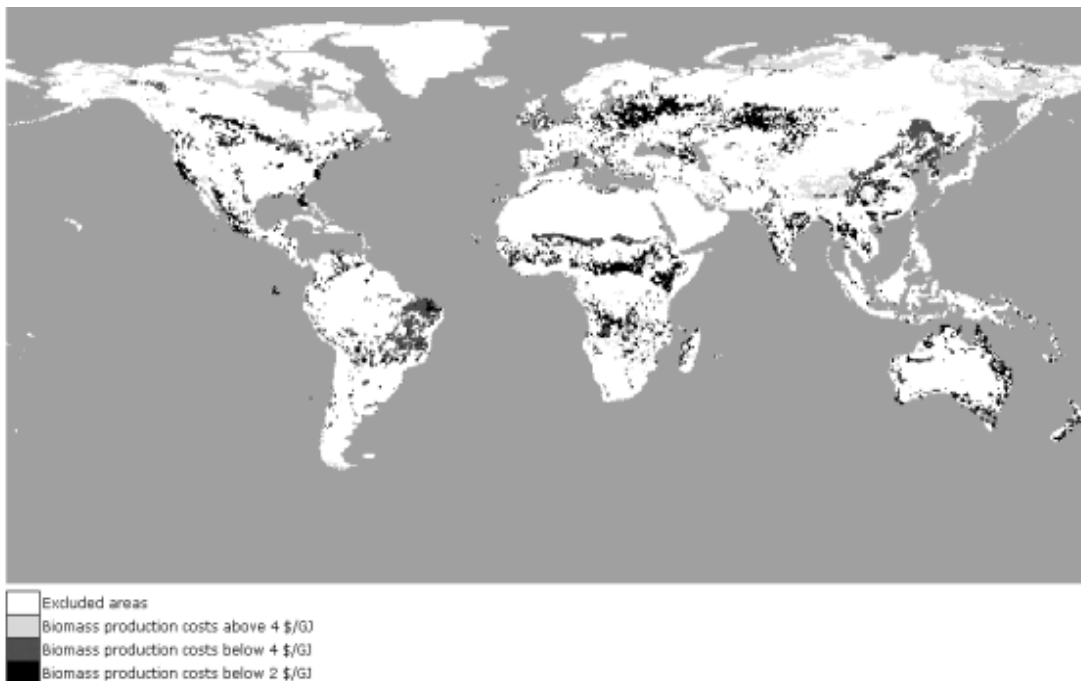 Excluded areas
Biomass production costs above 4 $/GJ
Biomass production costs below 4 $/GJ
Biomass production costs below 2 $/GJ